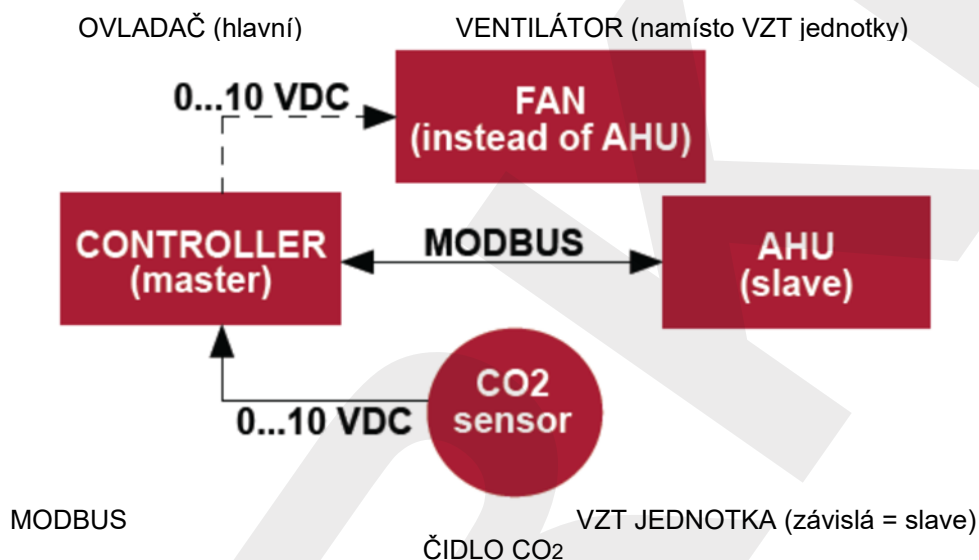 OVLADAČ (hlavní) VENTILÁTOR (namísto VZT jednotky)
0...10 VDC
FAN
(instead of AHU)
CONTROLLER
(master)
MODBUS
AHU
(slave)
CO2
sensor
0...10 VDC
MODBUS VZT JEDNOTKA (závislá = slave)
ČIDLO CO2